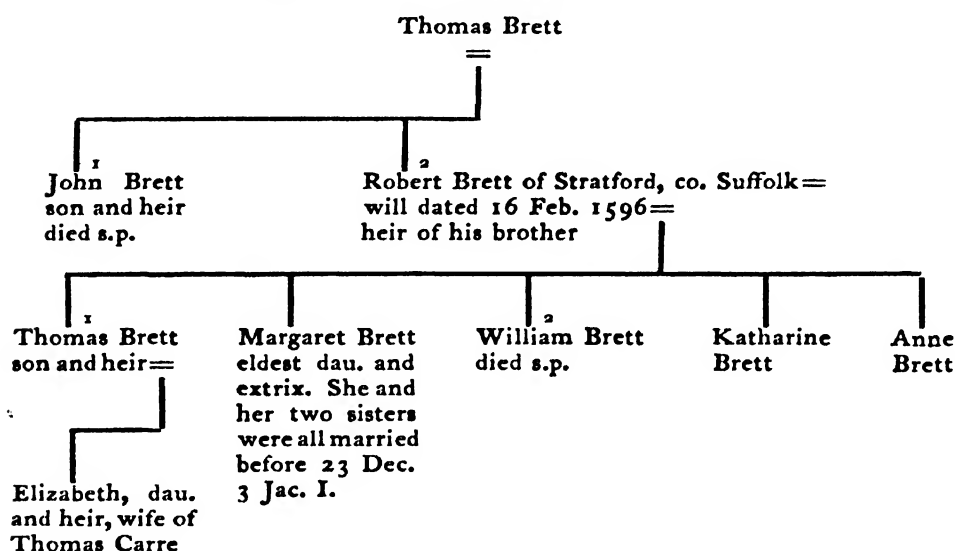 Thomas Brett
=
1
John Brett
son and heir
died s.p.
2
Robert Brett of Stratford, co. Suffolk=
will dated 16 Feb. 1596=
heir of his brother
1
Thomas Brett
son and heir=
Margaret Brett
eldest dau. and
extrix. She and
her two sisters
were all married
before 23 Dec.
3 Jac. I.
2
William Brett
died s.p.
Katharine
Brett
Anne
Brett
Elizabeth, dau.
and heir, wife of
Thomas Carre